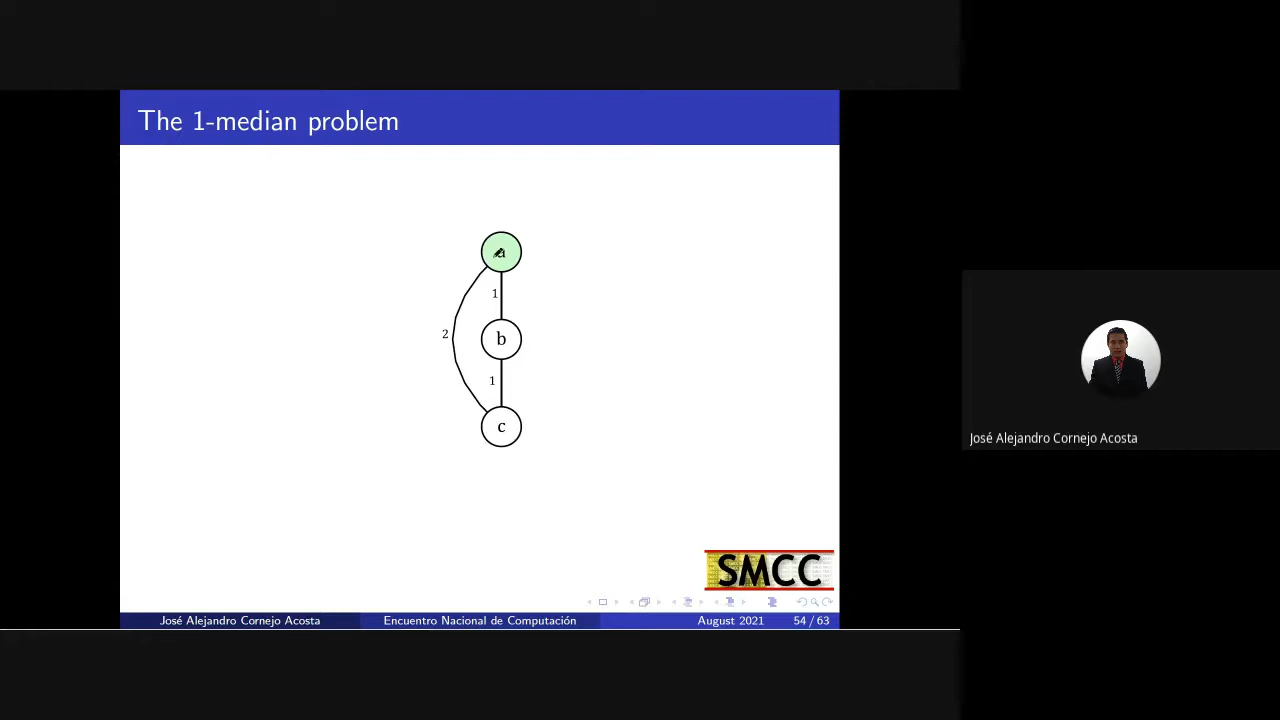 The 1-median problem
a
1
2
b
1
c
SMCC
José Alejandro Cornejo Acosta
Encuentro Nacional de Computación
August 2021
54 / 63
José Alejandro Cornejo Acosta